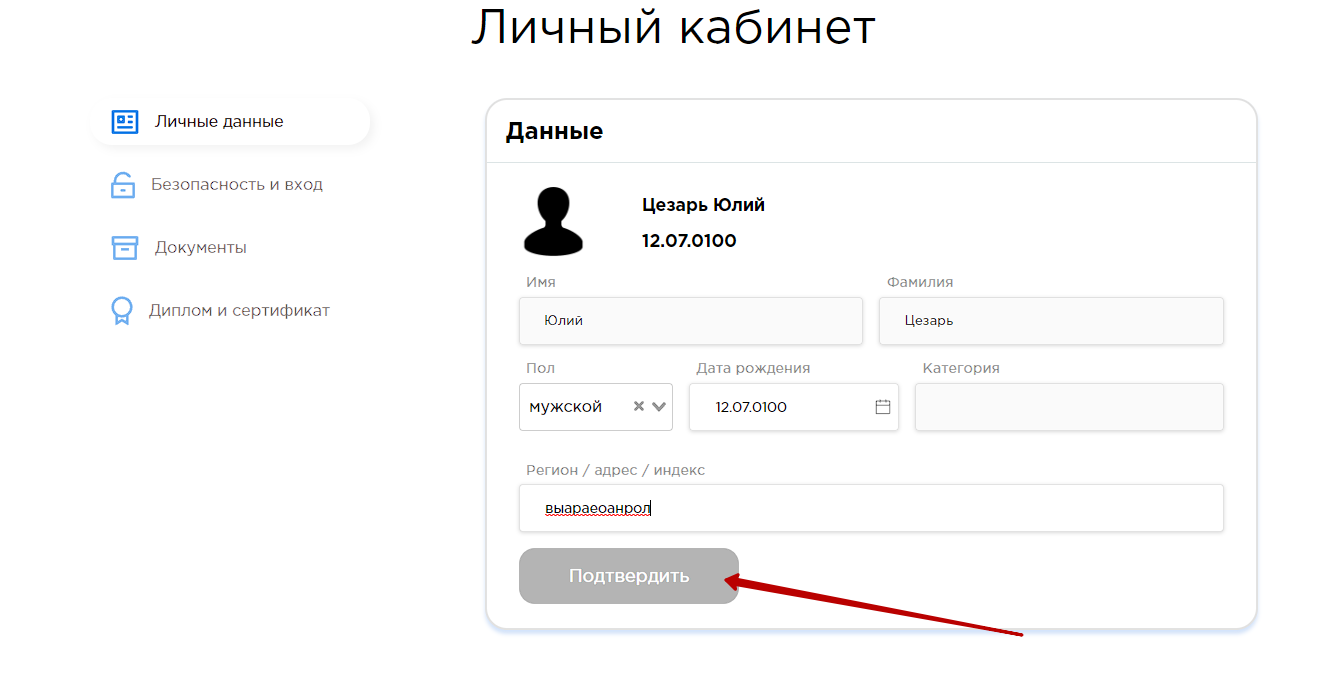 Личный кабинет
Личные данные
Безопасность и вход
Документы
Диплом и сертификат
Данные
Цезарь Юлий
12.07.0100
Имя
Фамилия
Юлий
Цезарь
Пол
Дата рождения
Категория
мужской
12.07.0100
Регион / адрес / индекс
выараеоанрол
Подтвердить